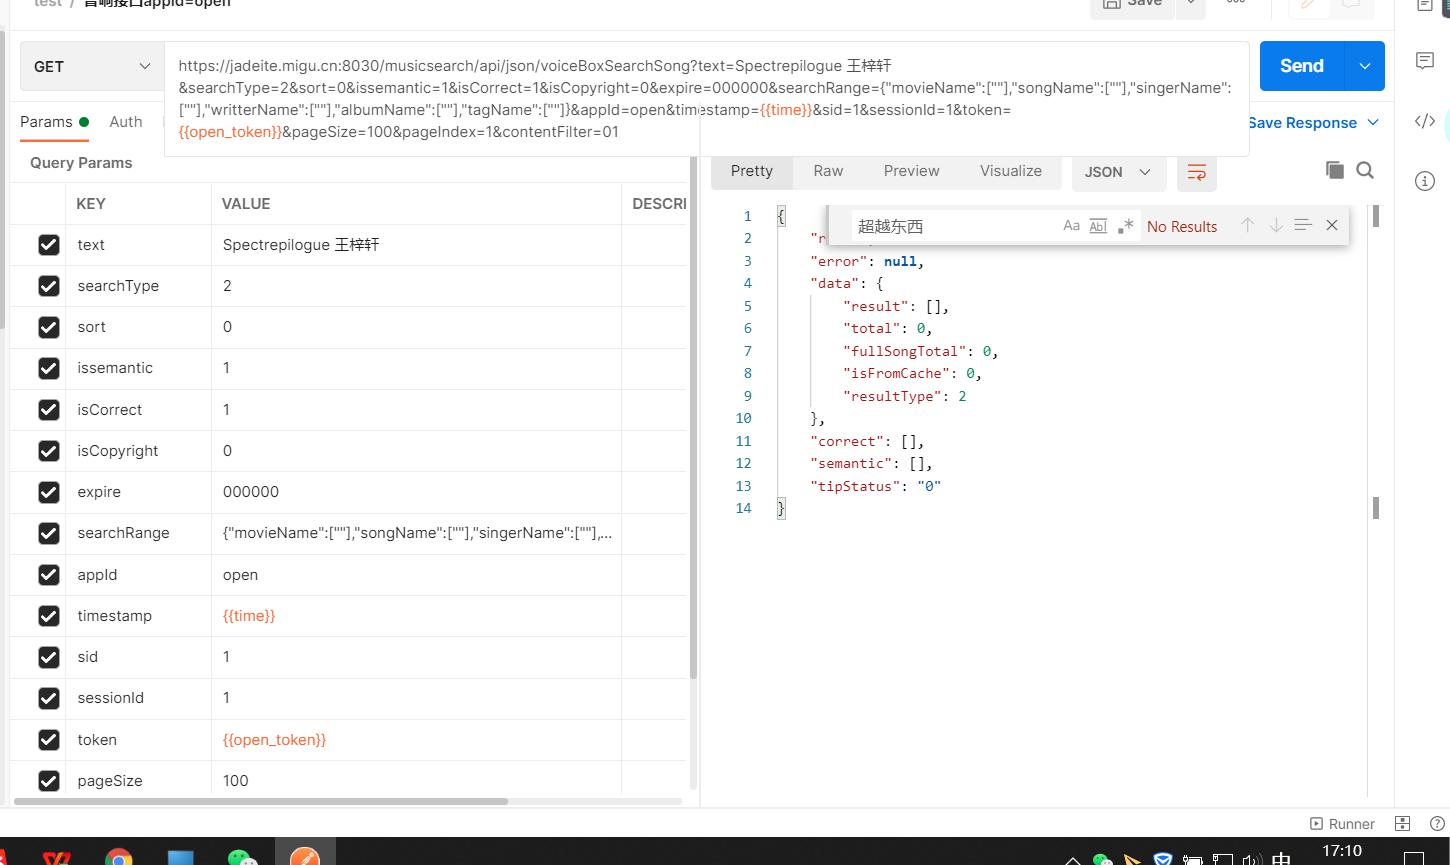 test / 音响接口appId=open
Save
GET
https://jadeite.migu.cn:8030/musicsearch/api/json/voiceBoxSearchSong?text=Spectrepilogue 王梓轩
&searchType=2&sort=0&issemantic=1&isCorrect=1&isCopyright=0&expire=000000&searchRange={"movieName":[""],"songName":[""],"singerName":
[""],"writterName":[""],"albumName":[""],"tagName":[""]}&appId=open&timestamp={{time}}&sid=1&sessionId=1&token=
{{open_token}}&pageSize=100&pageIndex=1&contentFilter=01
Send
Params
Auth
Save Response
Query Params
Pretty
Raw
Preview
Visualize
JSON
KEY
VALUE
DESCRI
超越东西
Aa
Abl
.*
No Results
text
Spectrepilogue 王梓轩
searchType
2
sort
0
issemantic
1
isCorrect
1
isCopyright
0
expire
000000
searchRange
{"movieName":[""],"songName":[""],"singerName":[""],...
appId
open
timestamp
{{time}}
sid
1
sessionId
1
token
{{open_token}}
pageSize
100
1 {
2
3 "error": null,
4 "data": {
5 "result": [],
6 "total": 0,
7 "fullSongTotal": 0,
8 "isFromCache": 0,
9 "resultType": 2
10 },
11 "correct": [],
12 "semantic": [],
13 "tipStatus": "0"
14 }
Runner
中
17:10